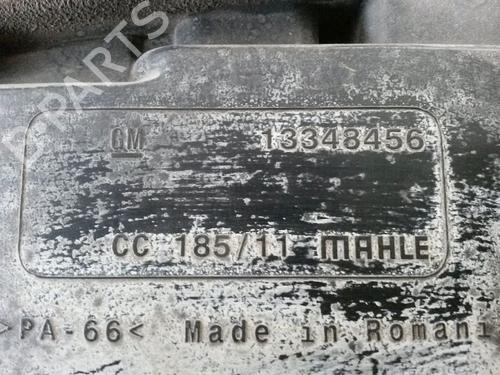 B-PARTS
GM 13348456
CC 185/11 MAHLE
>PA-66< Made in Romani